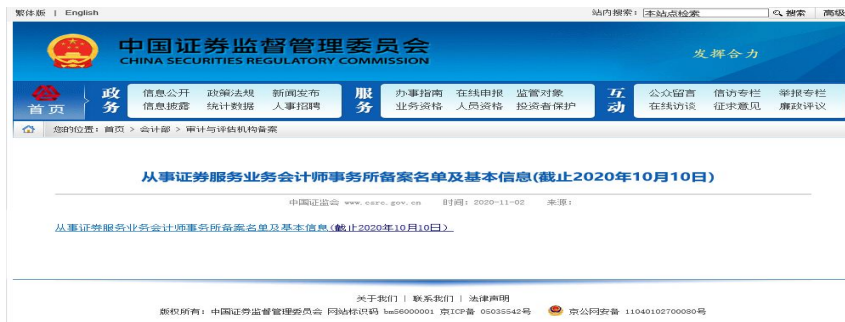 繁体版 | English 站内搜索: 本站点检索 搜索 高级
中国证券监督管理委员会
CHINA SECURITIES REGULATORY COMMISSION
发挥合力
首页 政务 信息公开 政策法规 新闻发布 服务 办事指南 在线申报 监管对象 互动 公众留言 信访专栏 举报专栏
信息披露 统计数据 人事招聘 业务资格 人员资格 投资者保护 在线访谈 征求意见 廉政评议
您的位置: 首页 > 会计部 > 审计与评估机构备案
从事证券服务业务会计师事务所备案名单及基本信息(截止2020年10月10日)
中国证监会 www.csrc.gov.cn 时间: 2020-11-02 来源:
从事证券服务业务会计师事务所备案名单及基本信息(截止2020年10月10日)
关于我们 | 联系我们 | 法律声明
版权所有: 中国证券监督管理委员会 网站标识码 bm56000001 京ICP备 05035542号 京公网安备 11040102700080号